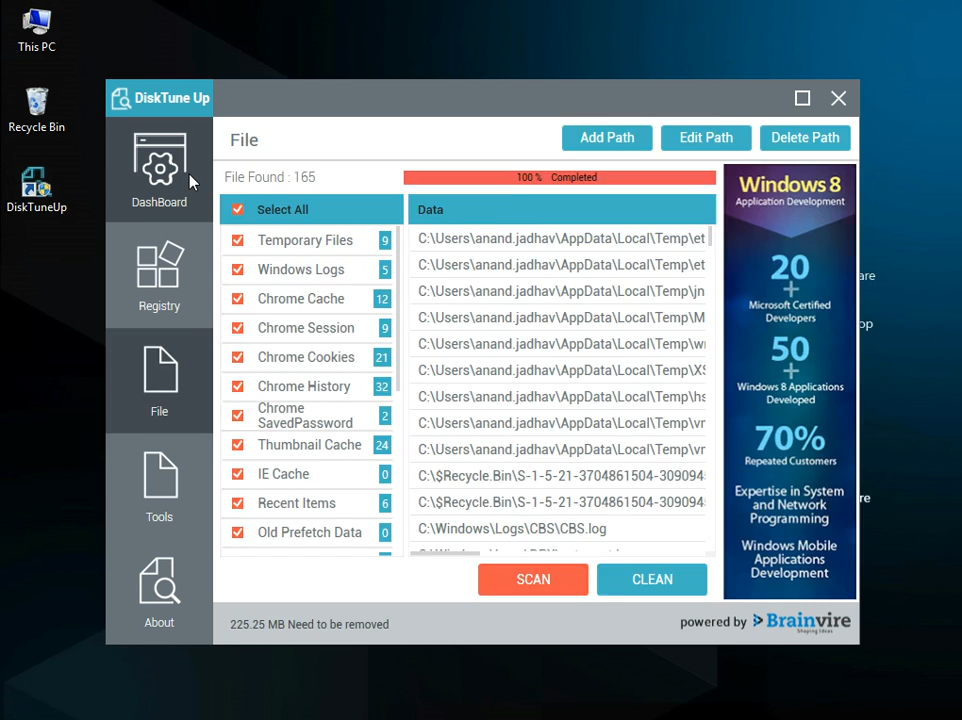 This PC
Recycle Bin
DiskTuneUp
DiskTune Up
DashBoard
Registry
File
Tools
About
File
Add Path
Edit Path
Delete Path
File Found : 165
100 % Completed
Select All
Temporary Files 9
Windows Logs 5
Chrome Cache 12
Chrome Session 9
Chrome Cookies 21
Chrome History 32
Chrome
SavedPassword 2
Thumbnail Cache 24
IE Cache 0
Recent Items 6
Old Prefetch Data 0
Data
C:\Users\anand.jadhav\AppData\Local\Temp\et
C:\Users\anand.jadhav\AppData\Local\Temp\et
C:\Users\anand.jadhav\AppData\Local\Temp\jn
C:\Users\anand.jadhav\AppData\Local\Temp\M
C:\Users\anand.jadhav\AppData\Local\Temp\w
C:\Users\anand.jadhav\AppData\Local\Temp\XS
C:\Users\anand.jadhav\AppData\Local\Temp\hs
C:\Users\anand.jadhav\AppData\Local\Temp\vn
C:\Users\anand.jadhav\AppData\Local\Temp\vn
C:\$Recycle.Bin\S-1-5-21-3704861504-309094
C:\$Recycle.Bin\S-1-5-21-3704861504-309094
C:\Windows\Logs\CBS\CBS.log
SCAN
CLEAN
225.25 MB Need to be removed
powered by Brainvire
Shaping Ideas
Windows 8
Application Development
20
+
Microsoft Certified
Developers
50
+
Windows 8 Applications
Developed
70%
Repeated Customers
Expertise in System
and Network
Programming
Windows Mobile
Applications
Development
are
op
re